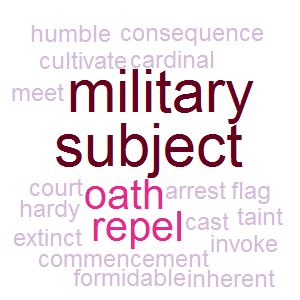 humble consequence
cultivate cardinal
meet military
subject
court oath arrest flag
hardy repel cast taint
extinct invoke
commencement
formidable inherent